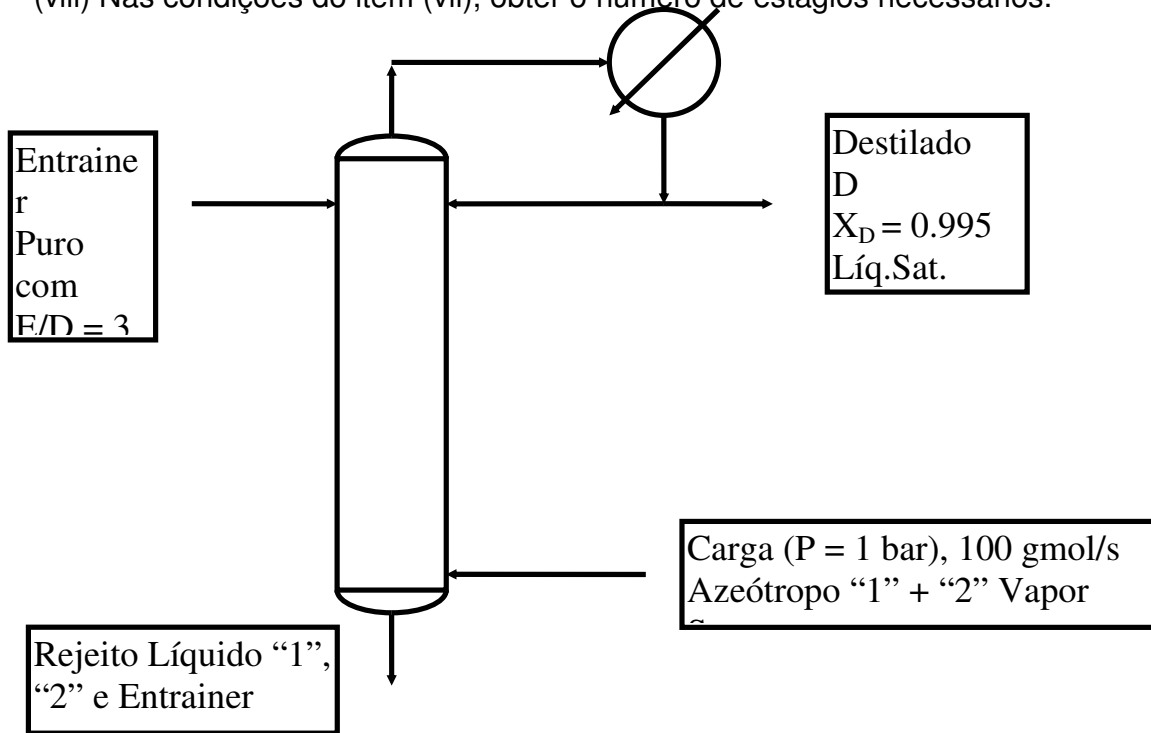 (viii) Nas condições do item (vii), obter o número de estágios necessários.
Entraine
r
Puro
com
E/D = 3
Destilado
D
X_D = 0.995
Líq.Sat.
Carga (P = 1 bar), 100 gmol/s
Azeótropo “1” + “2” Vapor
Rejeito Líquido “1”,
“2” e Entrainer